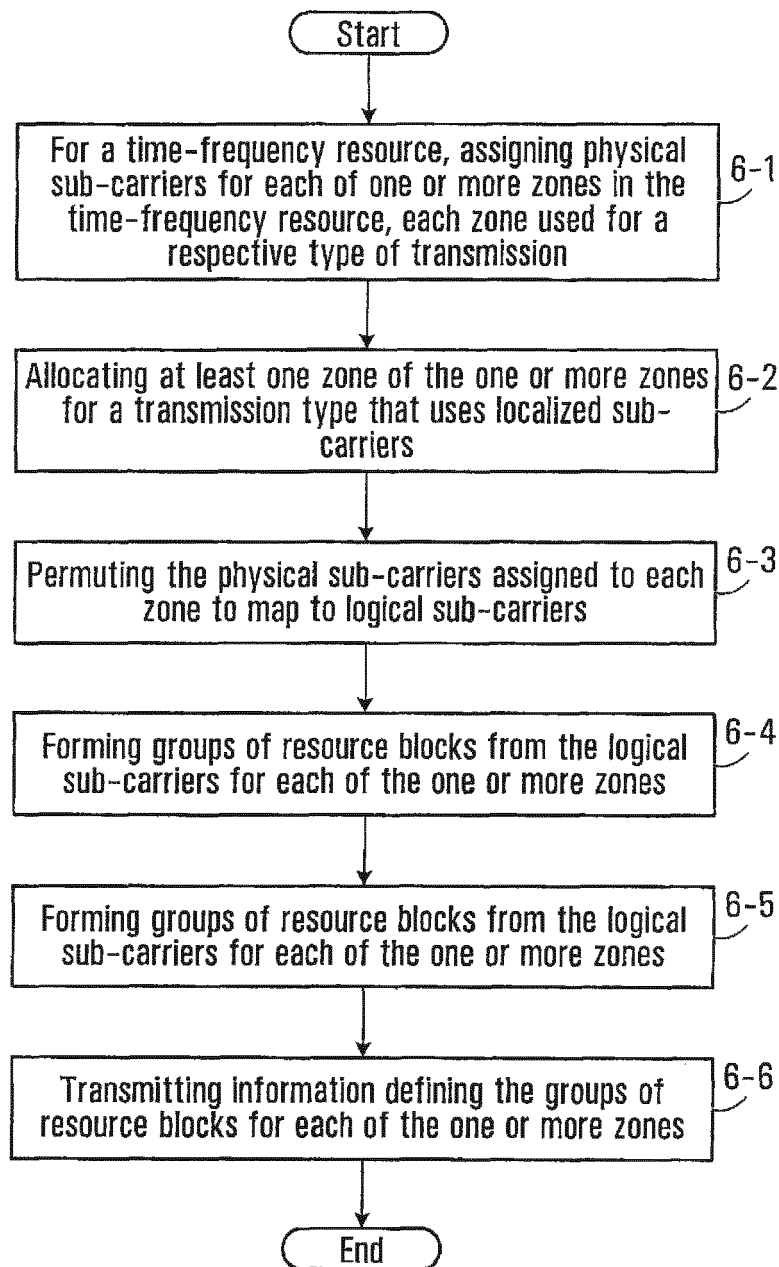 Start
For a time-frequency resource, assigning physical
sub-carriers for each of one or more zones in the
time-frequency resource, each zone used for a
respective type of transmission
6-1
Allocating at least one zone of the one or more zones
for a transmission type that uses localized sub-
carriers
6-2
Permuting the physical sub-carriers assigned to each
zone to map to logical sub-carriers
6-3
Forming groups of resource blocks from the logical
sub-carriers for each of the one or more zones
6-4
Forming groups of resource blocks from the logical
sub-carriers for each of the one or more zones
6-5
Transmitting information defining the groups of
resource blocks for each of the one or more zones
6-6
End